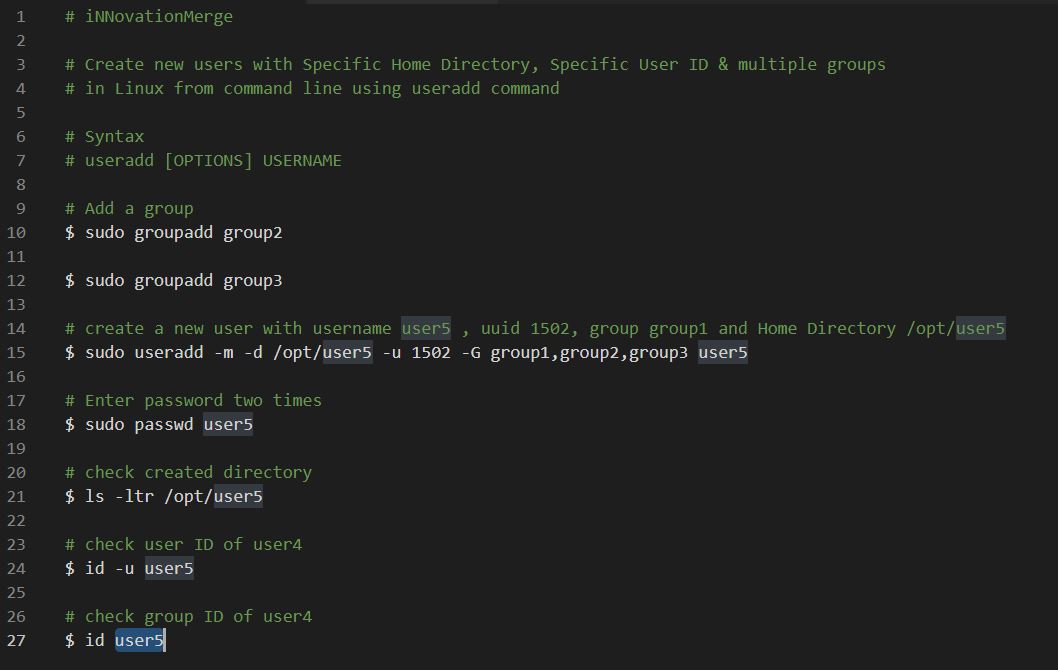 1 # iNNovationMerge
2
3 # Create new users with Specific Home Directory, Specific User ID & multiple groups
4 # in Linux from command line using useradd command
5
6 # Syntax
7 # useradd [OPTIONS] USERNAME
8
9 # Add a group
10 $ sudo groupadd group2
11
12 $ sudo groupadd group3
13
14 # create a new user with username user5 , uuid 1502, group group1 and Home Directory /opt/user5
15 $ sudo useradd -m -d /opt/user5 -u 1502 -G group1,group2,group3 user5
16
17 # Enter password two times
18 $ sudo passwd user5
19
20 # check created directory
21 $ ls -ltr /opt/user5
22
23 # check user ID of user4
24 $ id -u user5
25
26 # check group ID of user4
27 $ id user5